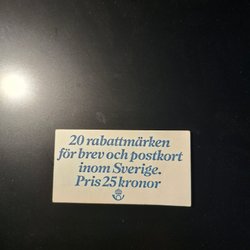 20 rabattmärken
för brev och postkort
inom Sverige.
Pris 25 kronor